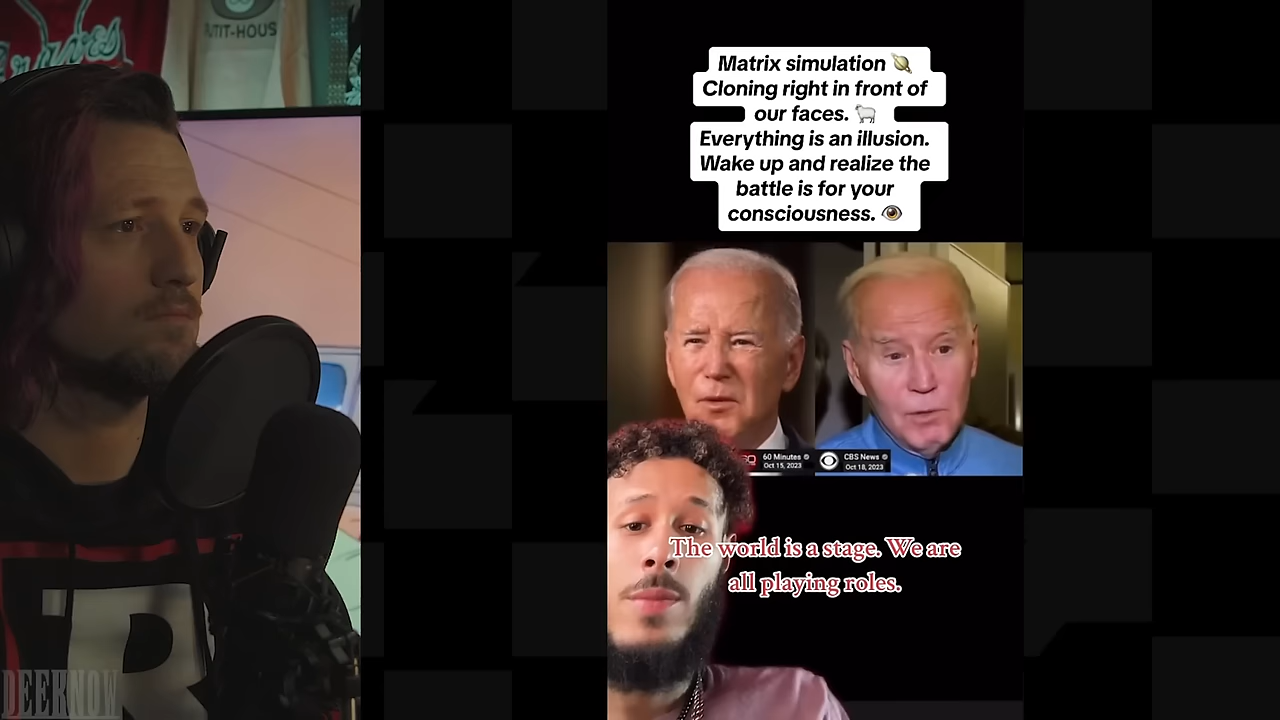 UTIT-HOUS
Matrix simulation 🪐
Cloning right in front of
our faces. 🐑
Everything is an illusion.
Wake up and realize the
battle is for your
consciousness. 👁️
60 Minutes
Oct 15, 2023
CBS News
Oct 18, 2023
The world is a stage. We are
all playing roles.
R
DEEKNOW